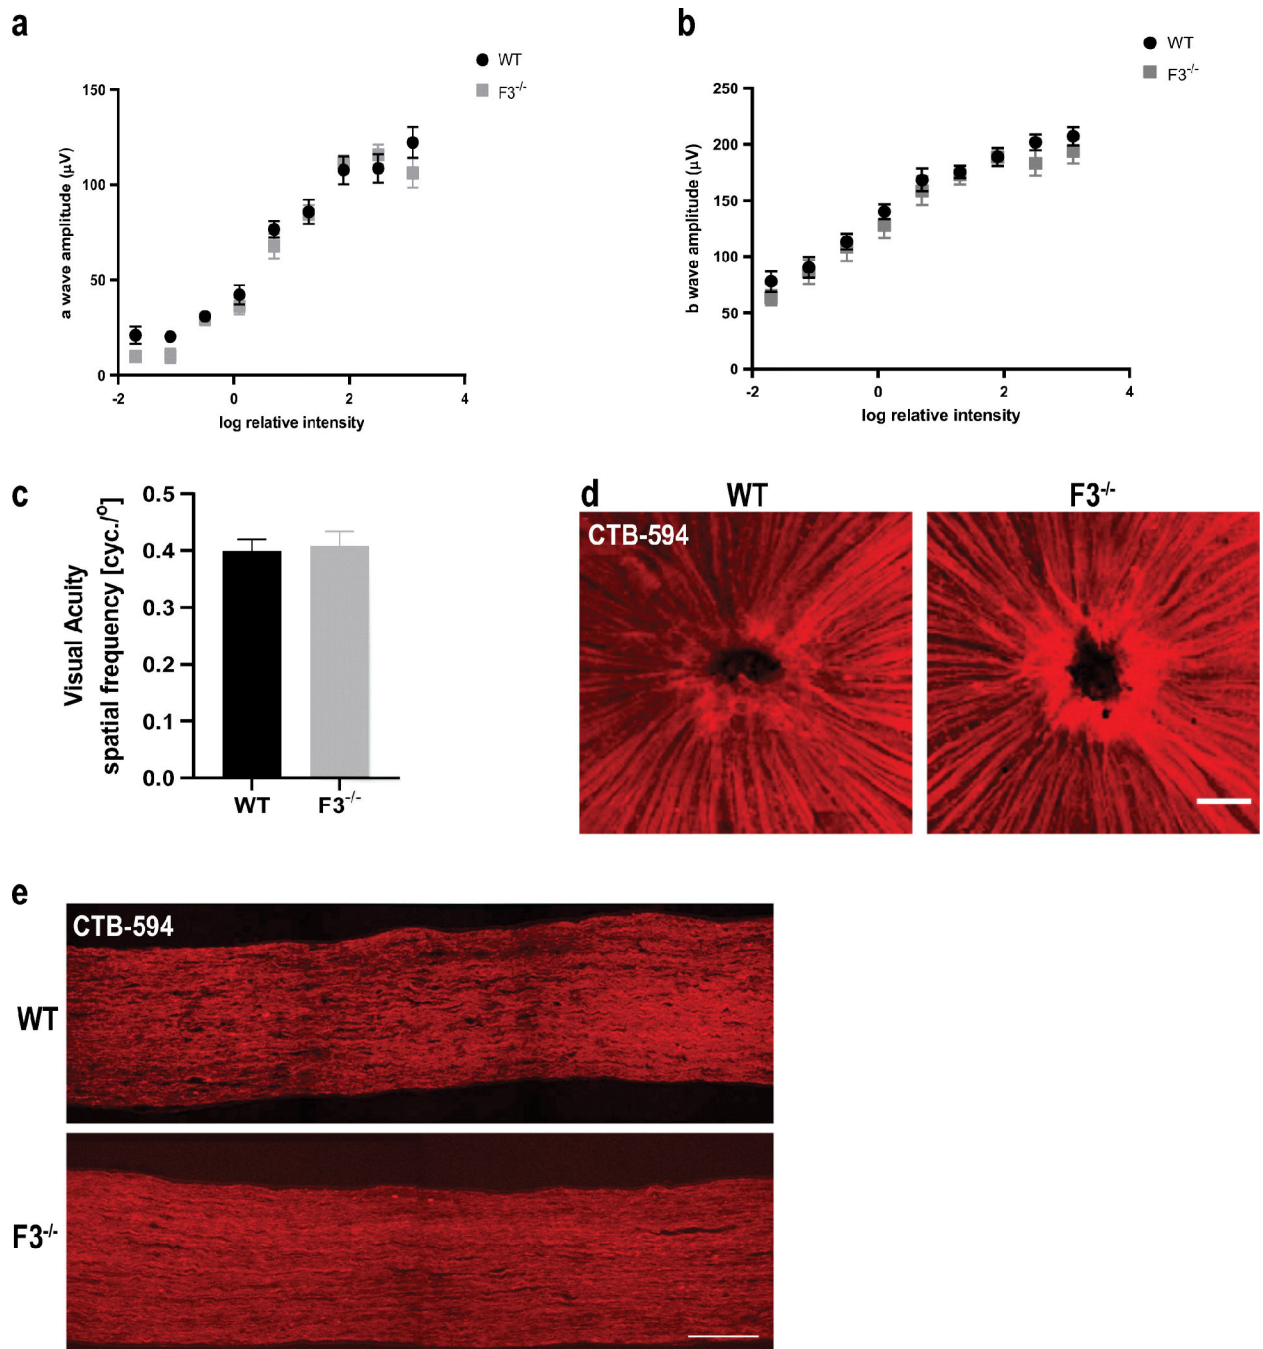 a
WT
F3-/-
150
100
50
0
-2
0
2
4
a wave amplitude (μV)
log relative intensity
b
WT
F3-/-
250
200
150
100
50
0
-2
0
2
4
b wave amplitude (μV)
log relative intensity
c
0.5
0.4
0.3
0.2
0.1
0.0
Visual Acuity
spatial frequency [cyc./º]
WT
F3-/-
d
WT
F3-/-
CTB-594
e
CTB-594
WT
F3-/-